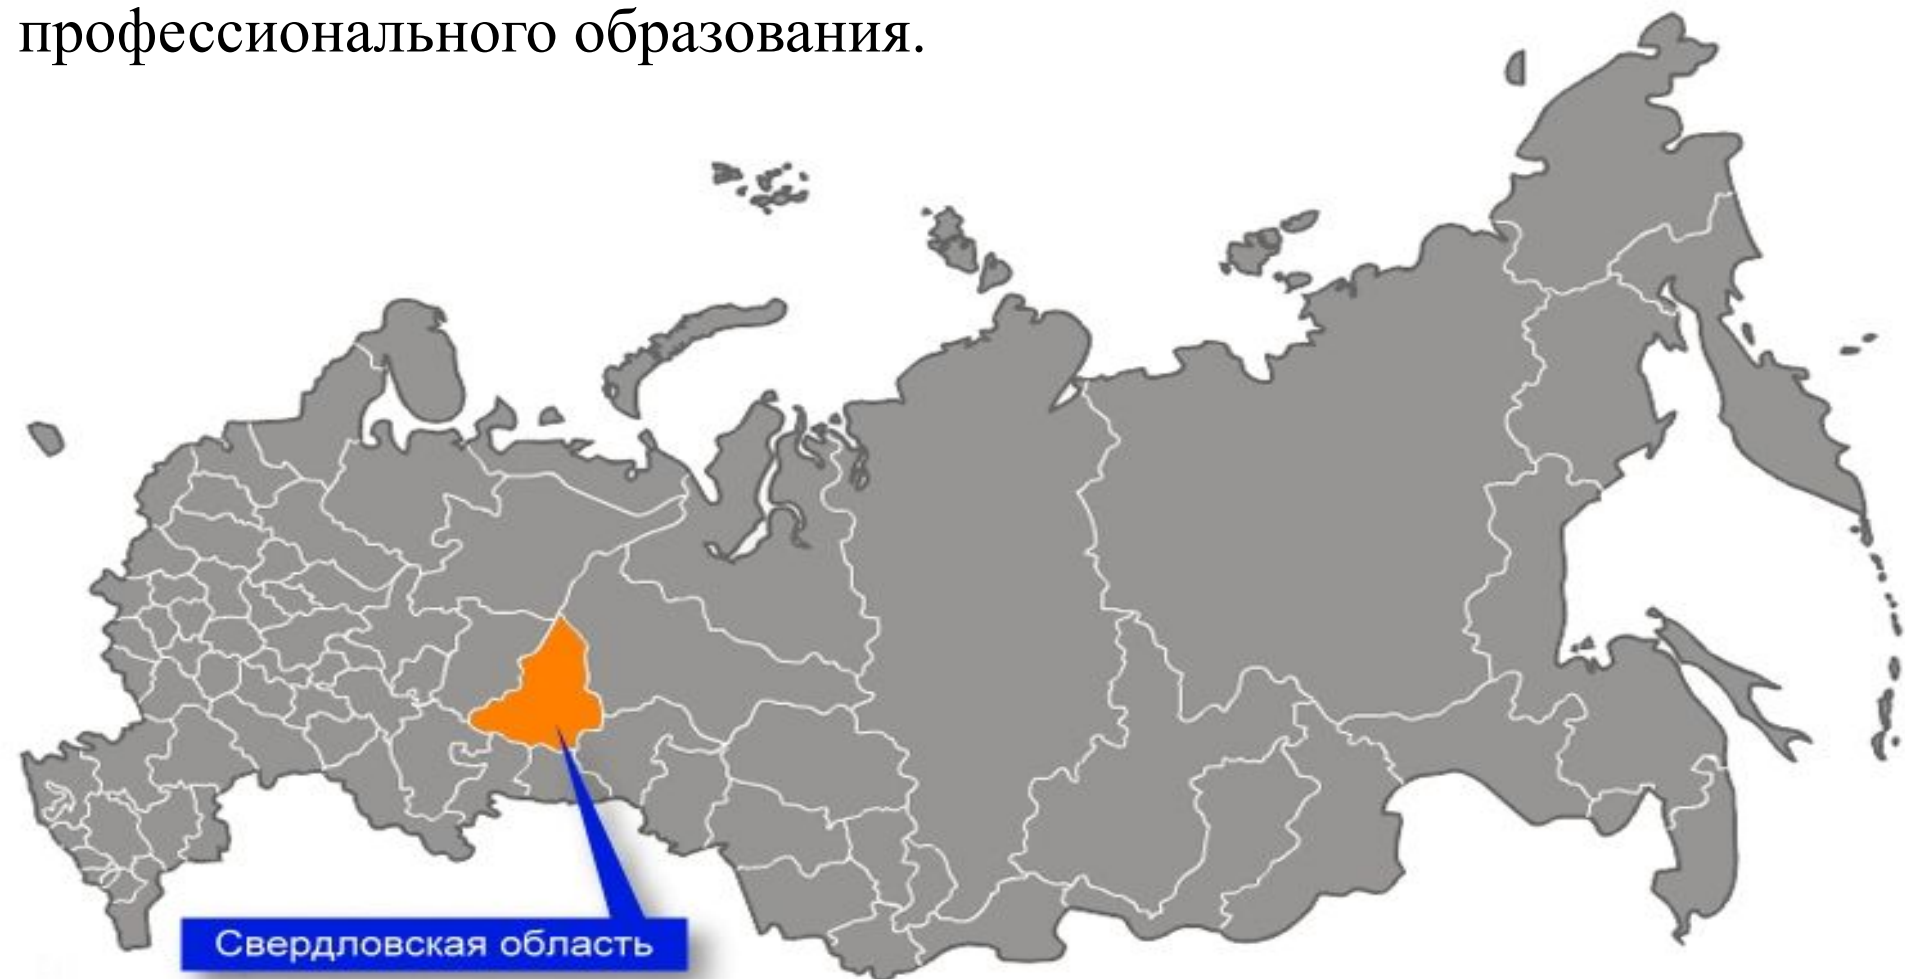 профессионального образования.
Свердловская область